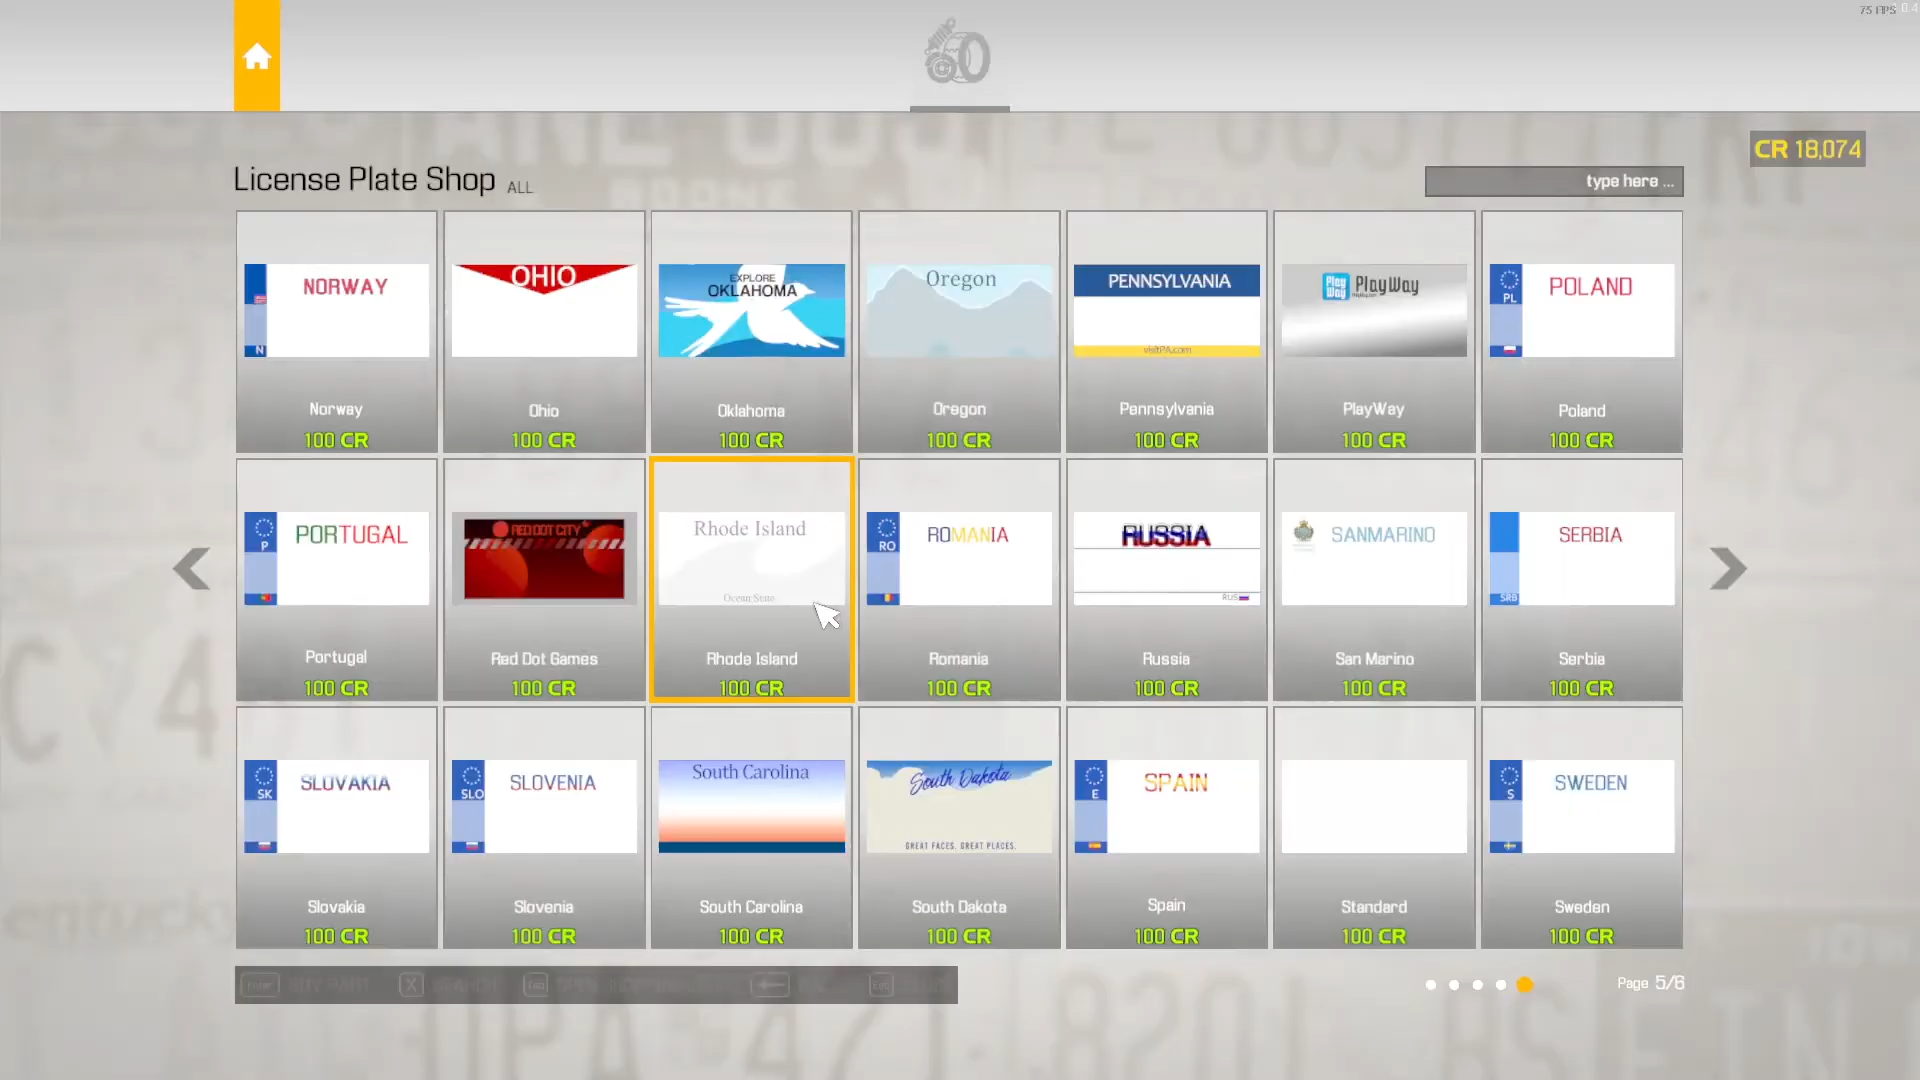 75 FPS
CR 18,074
License Plate Shop ALL
type here ...
NORWAY
N
Norway
100 CR
OHIO
Ohio
100 CR
EXPLORE
OKLAHOMA
Oklahoma
100 CR
Oregon
Oregon
100 CR
PENNSYLVANIA
visitPA.com
Pennsylvania
100 CR
Play Way PlayWay
PlayWay
100 CR
PL
POLAND
Poland
100 CR
P
PORTUGAL
Portugal
100 CR
RED DOT CITY
Red Dot Games
100 CR
Rhode Island
Ocean State
Rhode Island
100 CR
RO
ROMANIA
Romania
100 CR
RUSSIA
RUS
Russia
100 CR
SANMARINO
San Marino
100 CR
SERBIA
SRB
Serbia
100 CR
SK
SLOVAKIA
Slovakia
100 CR
SLO
SLOVENIA
Slovenia
100 CR
South Carolina
South Carolina
100 CR
South Dakota
GREAT FACES. GREAT PLACES.
South Dakota
100 CR
E
SPAIN
Spain
100 CR
Standard
100 CR
S
SWEDEN
Sweden
100 CR
Enter
X
Esc
Page 5/6